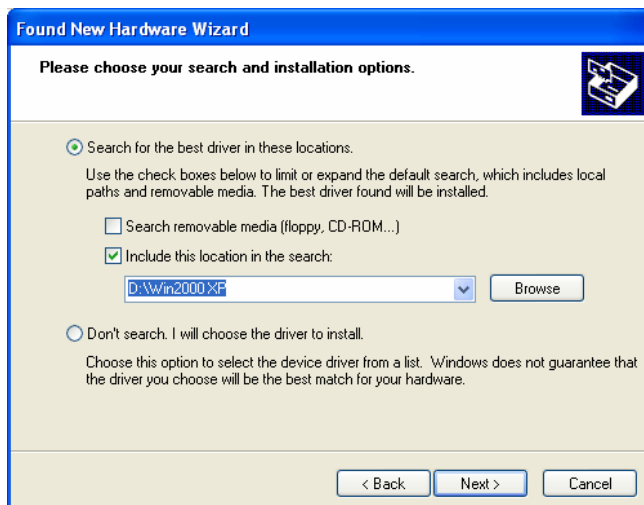 Found New Hardware Wizard
Please choose your search and installation options.
Search for the best driver in these locations.
Use the check boxes below to limit or expand the default search, which includes local
paths and removable media. The best driver found will be installed.
Search removable media (floppy, CD-ROM...)
Include this location in the search:
D:\Win2000 XP
Browse
Don't search. I will choose the driver to install.
Choose this option to select the device driver from a list. Windows does not guarantee that
the driver you choose will be the best match for your hardware.
< Back Next > Cancel